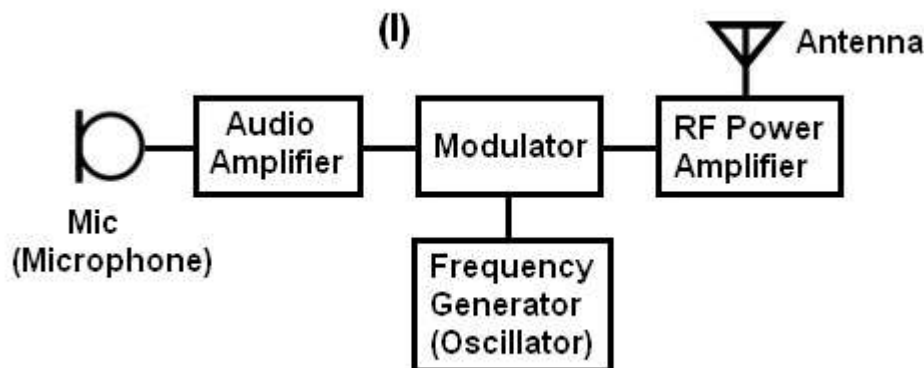 (I)
Antenna
Audio
Amplifier
Modulator
RF Power
Amplifier
Mic
(Microphone)
Frequency
Generator
(Oscillator)